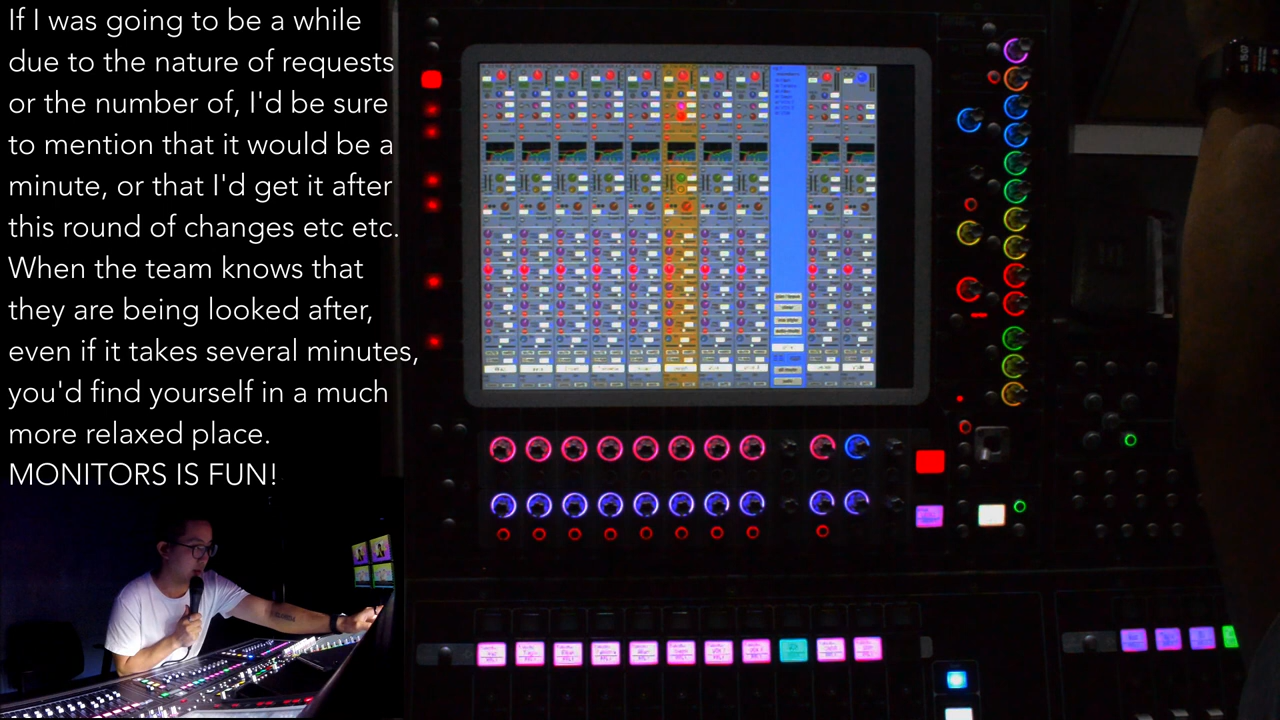 If I was going to be a while
due to the nature of requests
or the number of, I'd be sure
to mention that it would be a
minute, or that I'd get it after
this round of changes etc etc.
When the team knows that
they are being looked after,
even if it takes several minutes,
you'd find yourself in a much
more relaxed place.
MONITORS IS FUN!